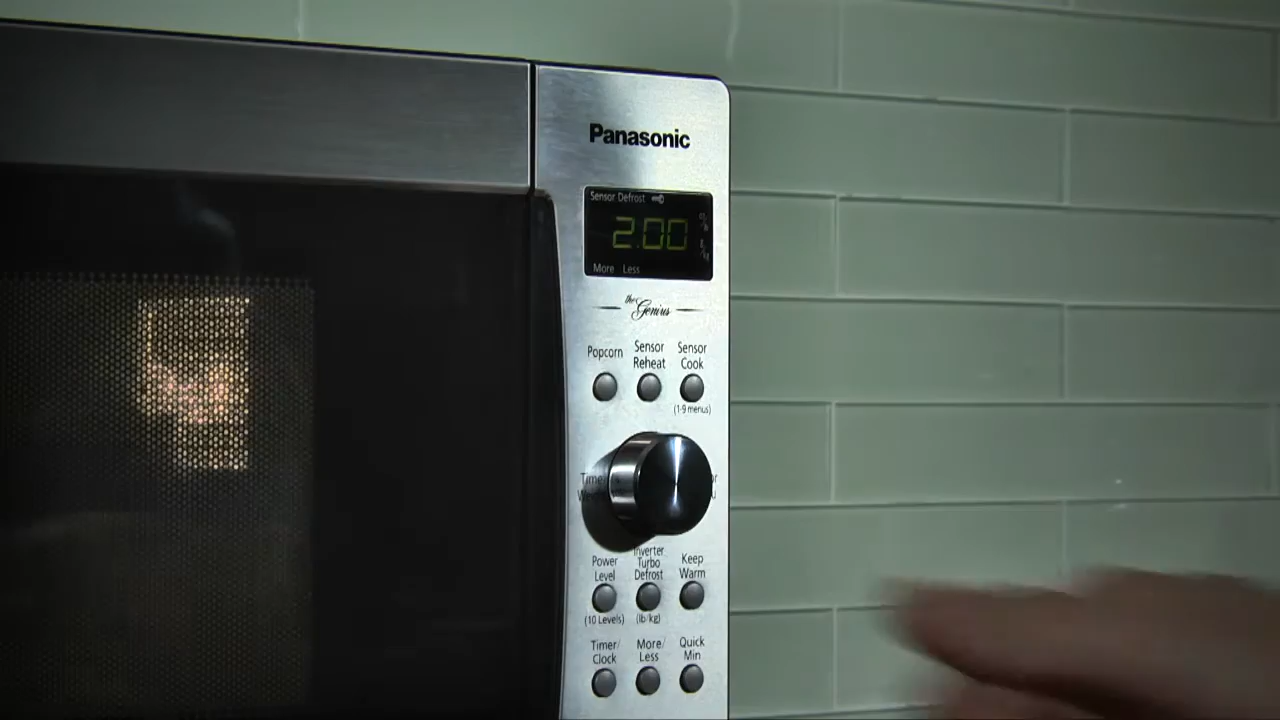 Panasonic
Sensor Defrost
2.00
More Less
the Genius
Popcorn
Sensor
Reheat
Sensor
Cook
(1-9 menus)
Power
Level
(10 Levels)
Inverter
Turbo
Defrost
(lb/kg)
Keep
Warm
Timer/
Clock
More/
Less
Quick
Min